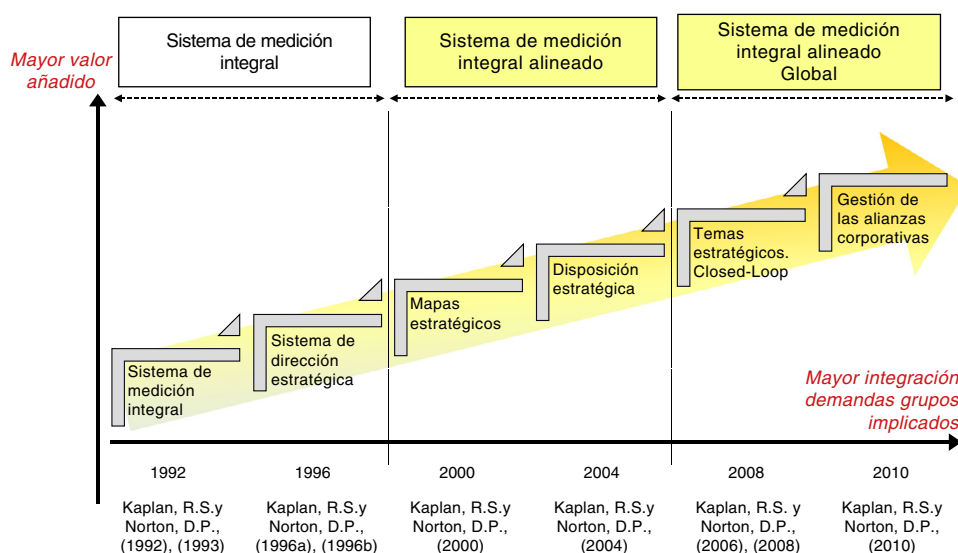 Mayor valor
añadido
Sistema de medición
integral
Sistema de medición
integral alineado
Sistema de medición
integral alineado
Global
Sistema de
medición
integral
Sistema de
dirección
estratégica
Mapas
estratégicos
Disposición
estratégica
Temas
estratégicos.
Closed-Loop
Gestión de
las alianzas
corporativas
Mayor integración
demandas grupos
implicados
1992
1996
2000
2004
2008
2010
Kaplan, R.S.y
Norton, D.P.,
(1992), (1993)
Kaplan, R.S.y
Norton, D.P.,
(1996a), (1996b)
Kaplan, R.S.y
Norton, D.P.,
(2000)
Kaplan, R.S.y
Norton, D.P.,
(2004)
Kaplan, R.S. y
Norton, D.P.,
(2006), (2008)
Kaplan, R.S.y
Norton, D.P.
(2010)